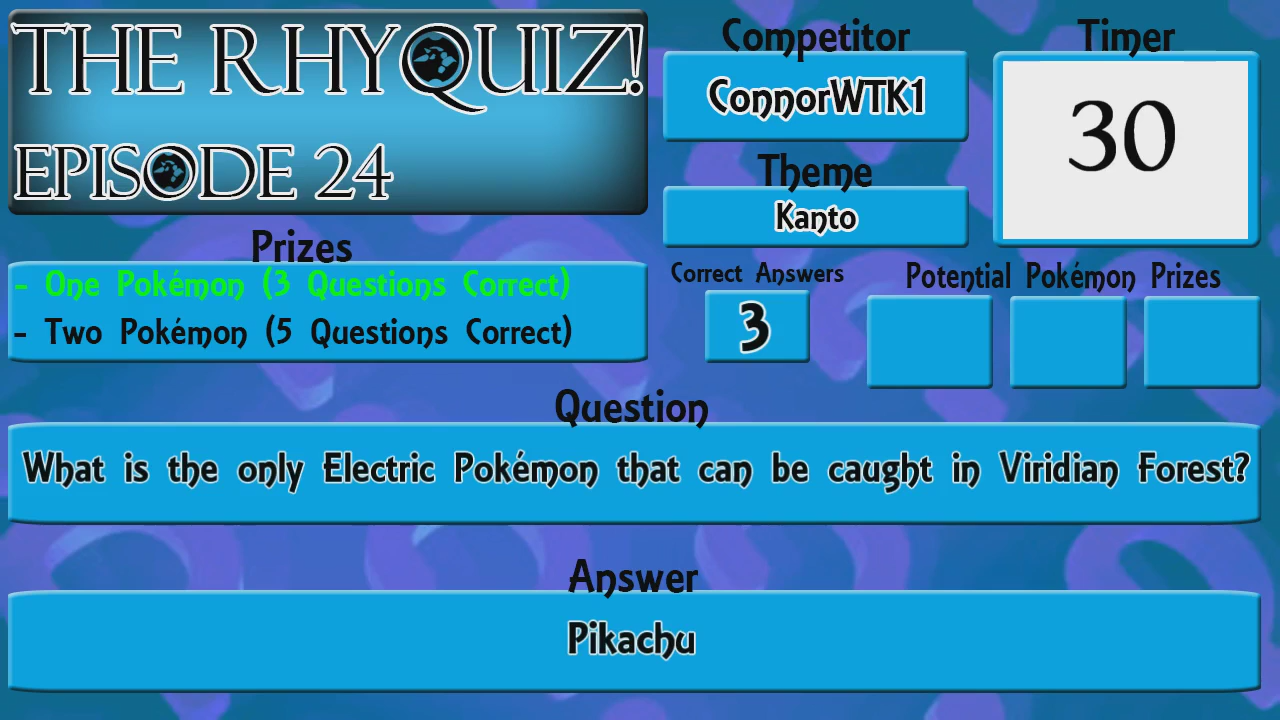 THE RHYQUIZ!
EPISODE 24
Competitor
ConnorWTK1
Timer
30
Theme
Kanto
Prizes
- One Pokémon (3 Questions Correct)
- Two Pokémon (5 Questions Correct)
Correct Answers
3
Potential Pokémon Prizes
Question
What is the only Electric Pokémon that can be caught in Viridian Forest?
Answer
Pikachu